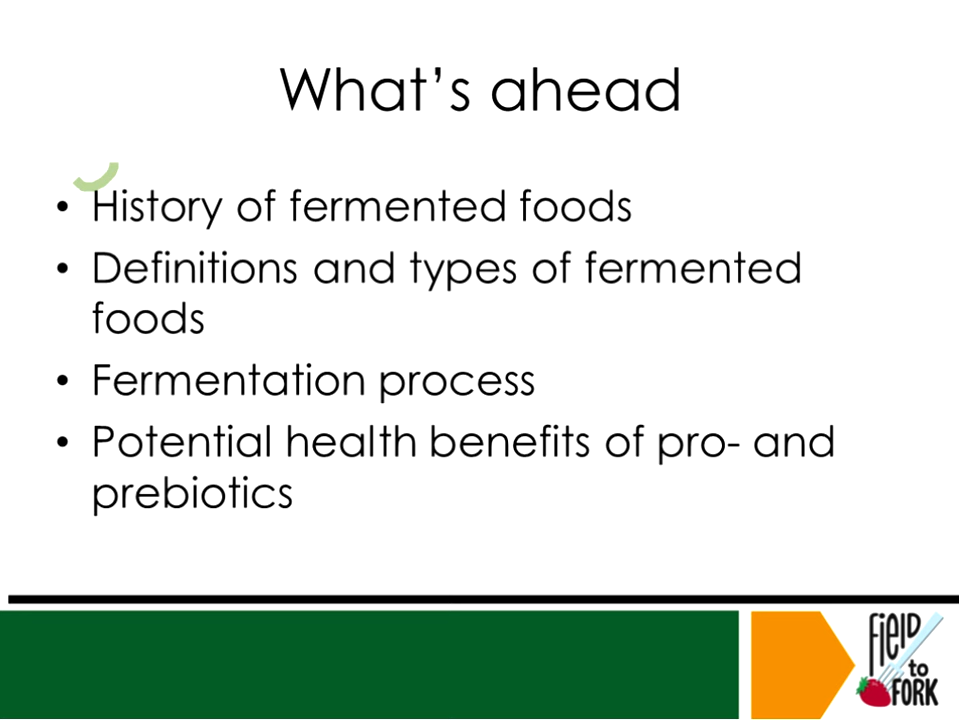 What's ahead
• History of fermented foods
• Definitions and types of fermented
foods
• Fermentation process
• Potential health benefits of pro- and
prebiotics
FiELD
to
FORK